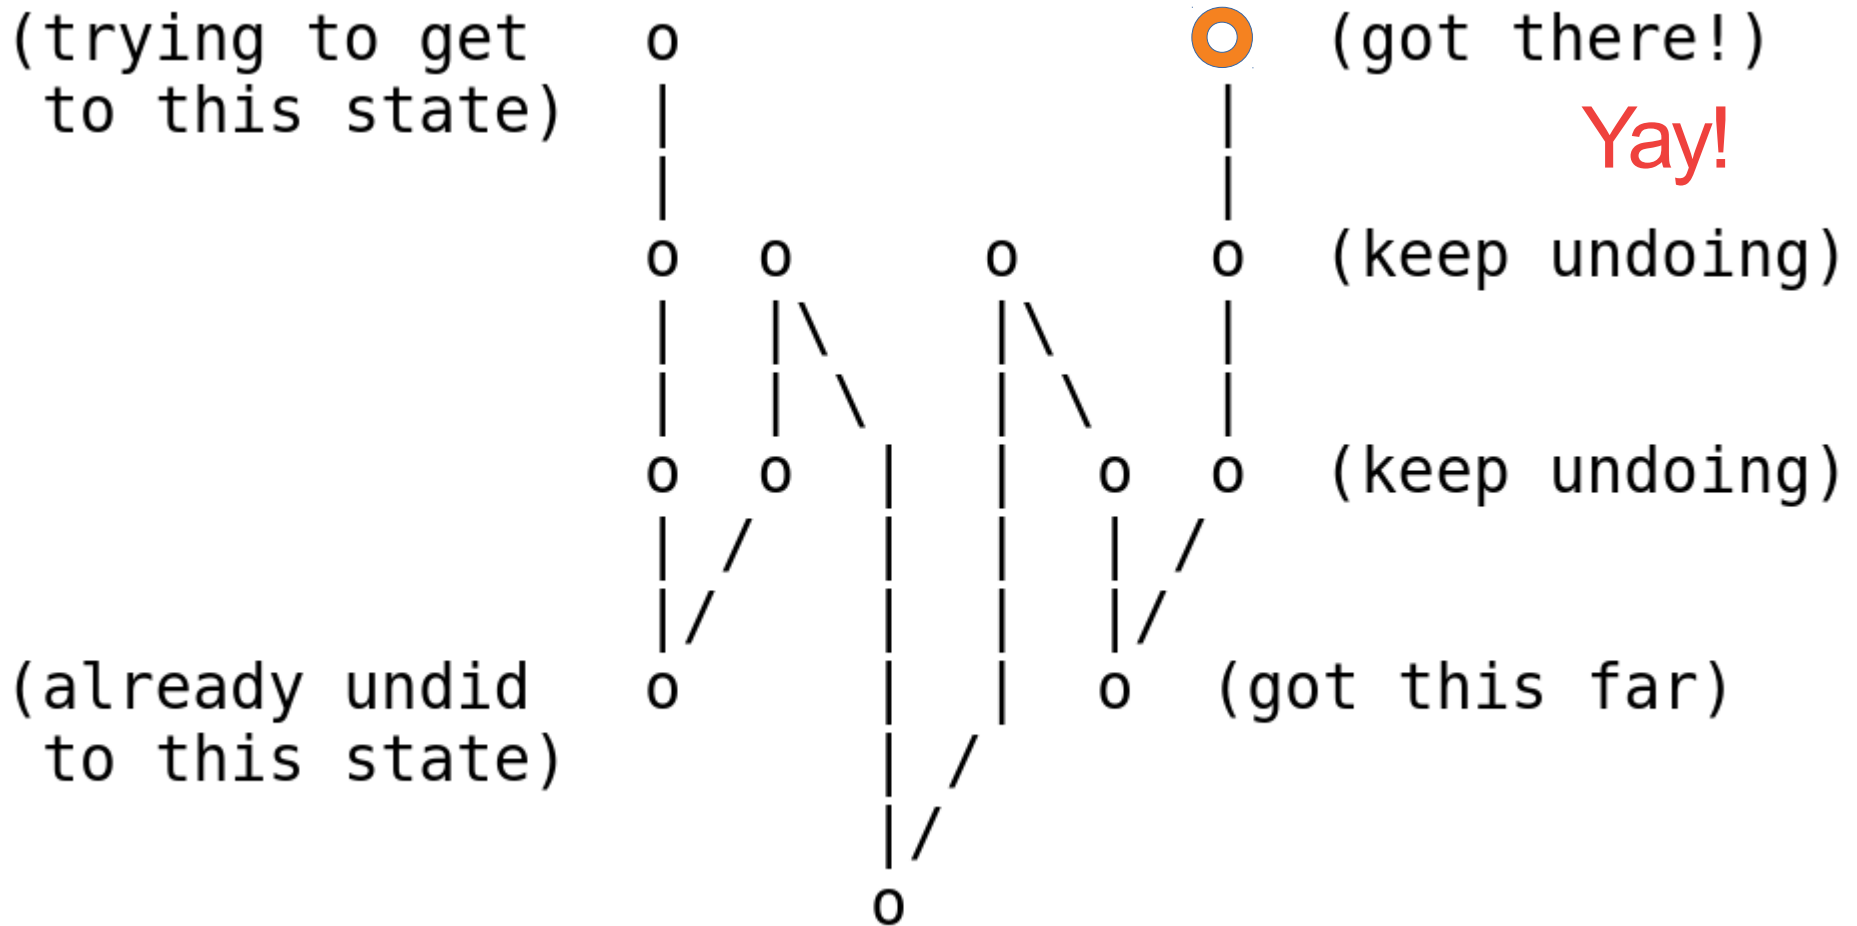 (trying to get o (got there!)
to this state)
Yay!
o o o o (keep undoing)
o o o o (keep undoing)
(already undid o o (got this far)
to this state)
o